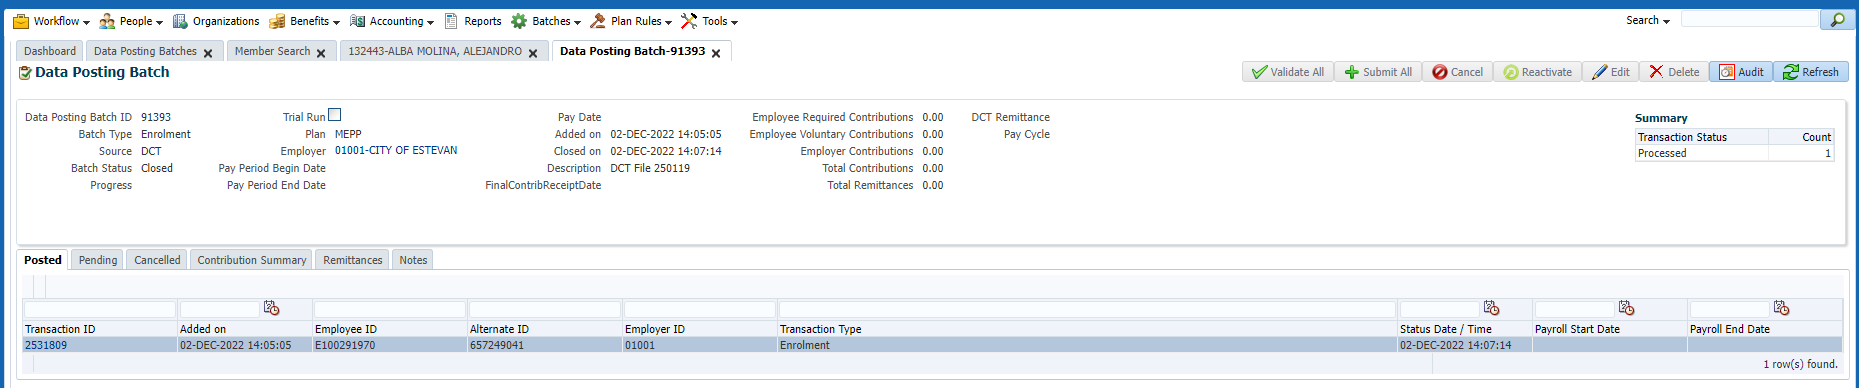 Workflow People Organizations Benefits Accounting Reports Batches Plan Rules Tools Search
Dashboard Data Posting Batches Member Search 132443-ALBA MOLINA, ALEJANDRO Data Posting Batch-91393
Data Posting Batch Validate All Submit All Cancel Reactivate Edit Delete Audit Refresh
Data Posting Batch ID 91393 Trial Run Pay Date Employee Required Contributions 0.00 DCT Remittance Summary
Batch Type Enrolment Plan MEPP Added on 02-DEC-2022 14:05:05 Employee Voluntary Contributions 0.00 Pay Cycle Transaction Status Count
Source DCT Employer 01001-CITY OF ESTEVAN Closed on 02-DEC-2022 14:07:14 Employer Contributions 0.00 Processed 1
Batch Status Closed Pay Period Begin Date Description DCT File 250119 Total Contributions 0.00
Progress Pay Period End Date FinalContribReceiptDate Total Remittances 0.00
Posted Pending Cancelled Contribution Summary Remittances Notes
Transaction ID Added on Employee ID Alternate ID Employer ID Transaction Type Status Date / Time Payroll Start Date Payroll End Date
2531809 02-DEC-2022 14:05:05 E100291970 657249041 01001 Enrolment 02-DEC-2022 14:07:14
1 row(s) found.